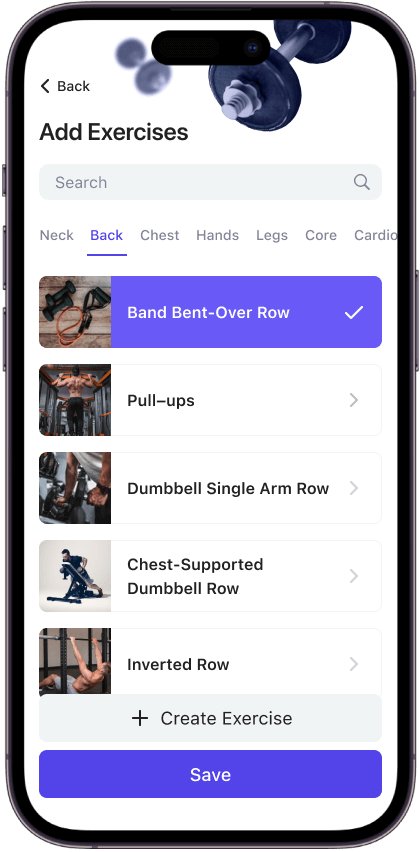 Back
Add Exercises
Search
Neck Back Chest Hands Legs Core Cardio
Band Bent-Over Row
Pull–ups
Dumbbell Single Arm Row
Chest-Supported
Dumbbell Row
Inverted Row
Create Exercise
Save